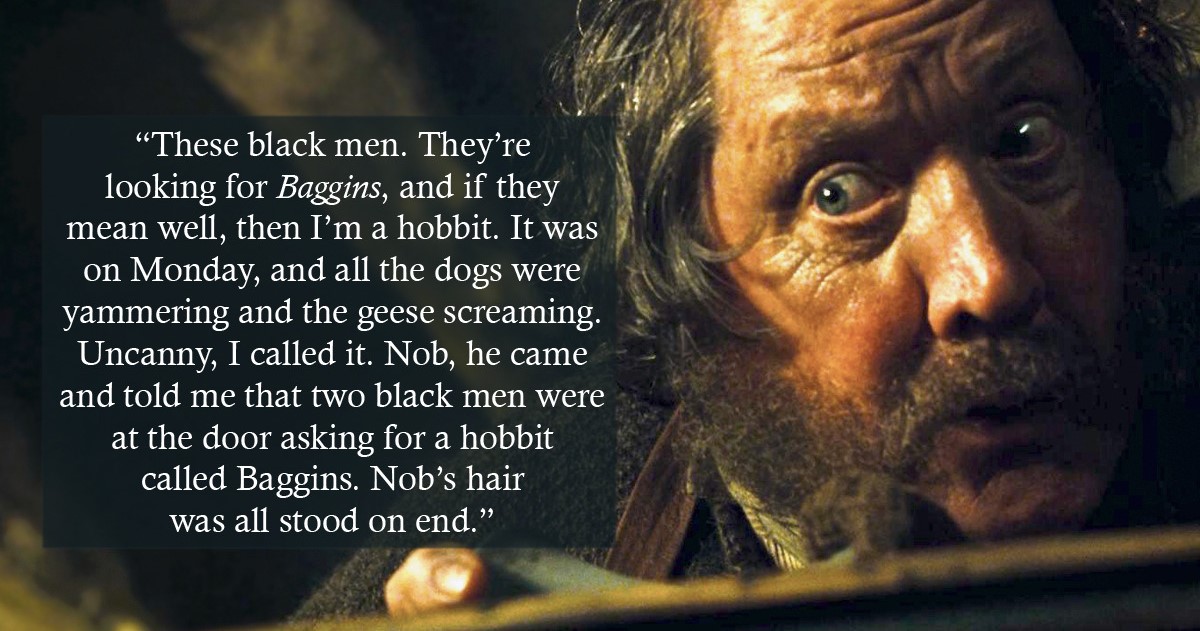 “These black men. They’re
looking for Baggins, and if they
mean well, then I’m a hobbit. It was
on Monday, and all the dogs were
yammering and the geese screaming.
Uncanny, I called it. Nob, he came
and told me that two black men were
at the door asking for a hobbit
called Baggins. Nob’s hair
was all stood on end.”